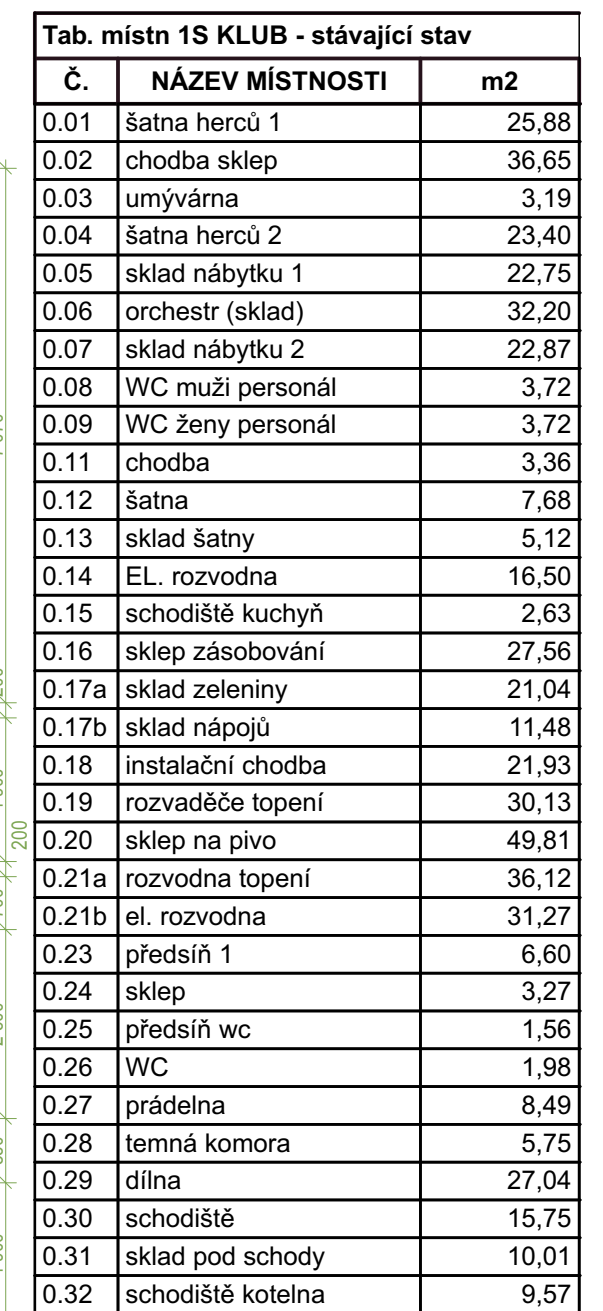 Tab. místn 1S KLUB - stávající stav
Č. NÁZEV MÍSTNOSTI m2
0.01 šatna herců 1 25,88
0.02 chodba sklep 36,65
0.03 umývárna 3,19
0.04 šatna herců 2 23,40
0.05 sklad nábytku 1 22,75
0.06 orchestr (sklad) 32,20
0.07 sklad nábytku 2 22,87
0.08 WC muži personál 3,72
0.09 WC ženy personál 3,72
0.11 chodba 3,36
0.12 šatna 7,68
0.13 sklad šatny 5,12
0.14 EL. rozvodna 16,50
0.15 schodiště kuchyň 2,63
0.16 sklep zásobování 27,56
0.17a sklad zeleniny 21,04
0.17b sklad nápojů 11,48
0.18 instalační chodba 21,93
0.19 rozvaděče topení 30,13
200
0.20 sklep na pivo 49,81
0.21a rozvodna topení 36,12
0.21b el. rozvodna 31,27
0.23 předsíň 1 6,60
0.24 sklep 3,27
0.25 předsíň wc 1,56
0.26 WC 1,98
0.27 prádelna 8,49
0.28 temná komora 5,75
0.29 dílna 27,04
0.30 schodiště 15,75
0.31 sklad pod schody 10,01
0.32 schodiště kotelna 9,57